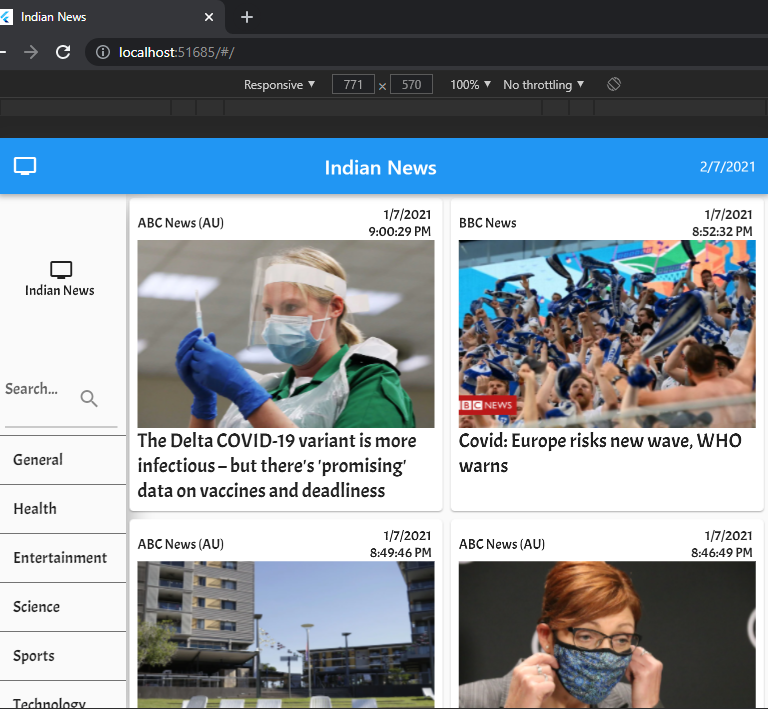 Indian News
localhost:51685/#/
Responsive 771 × 570 100% No throttling
Indian News 2/7/2021
Indian News
Search...
General
Health
Entertainment
Science
Sports
Technology
ABC News (AU) 1/7/2021
9:00:29 PM
The Delta COVID-19 variant is more
infectious – but there's 'promising'
data on vaccines and deadliness
BBC News 1/7/2021
8:52:32 PM
BBC NEWS
Covid: Europe risks new wave, WHO
warns
ABC News (AU) 1/7/2021
8:49:46 PM
ABC News (AU) 1/7/2021
8:46:49 PM